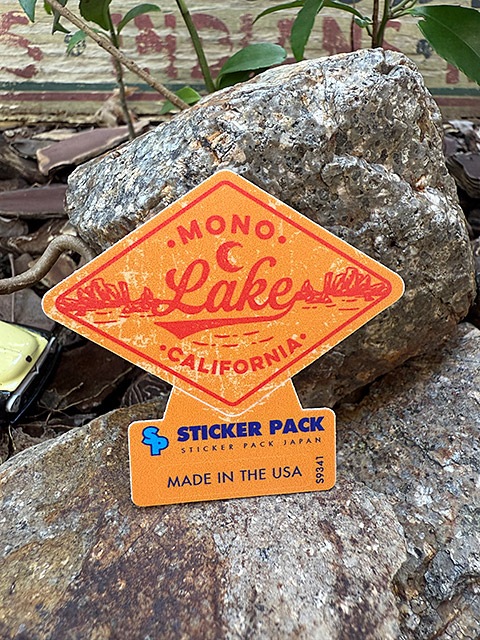 ·MONO·
Lake
·CALIFORNIA·
SP STICKER PACK
STICKER PACK JAPAN
MADE IN THE USA
S9341